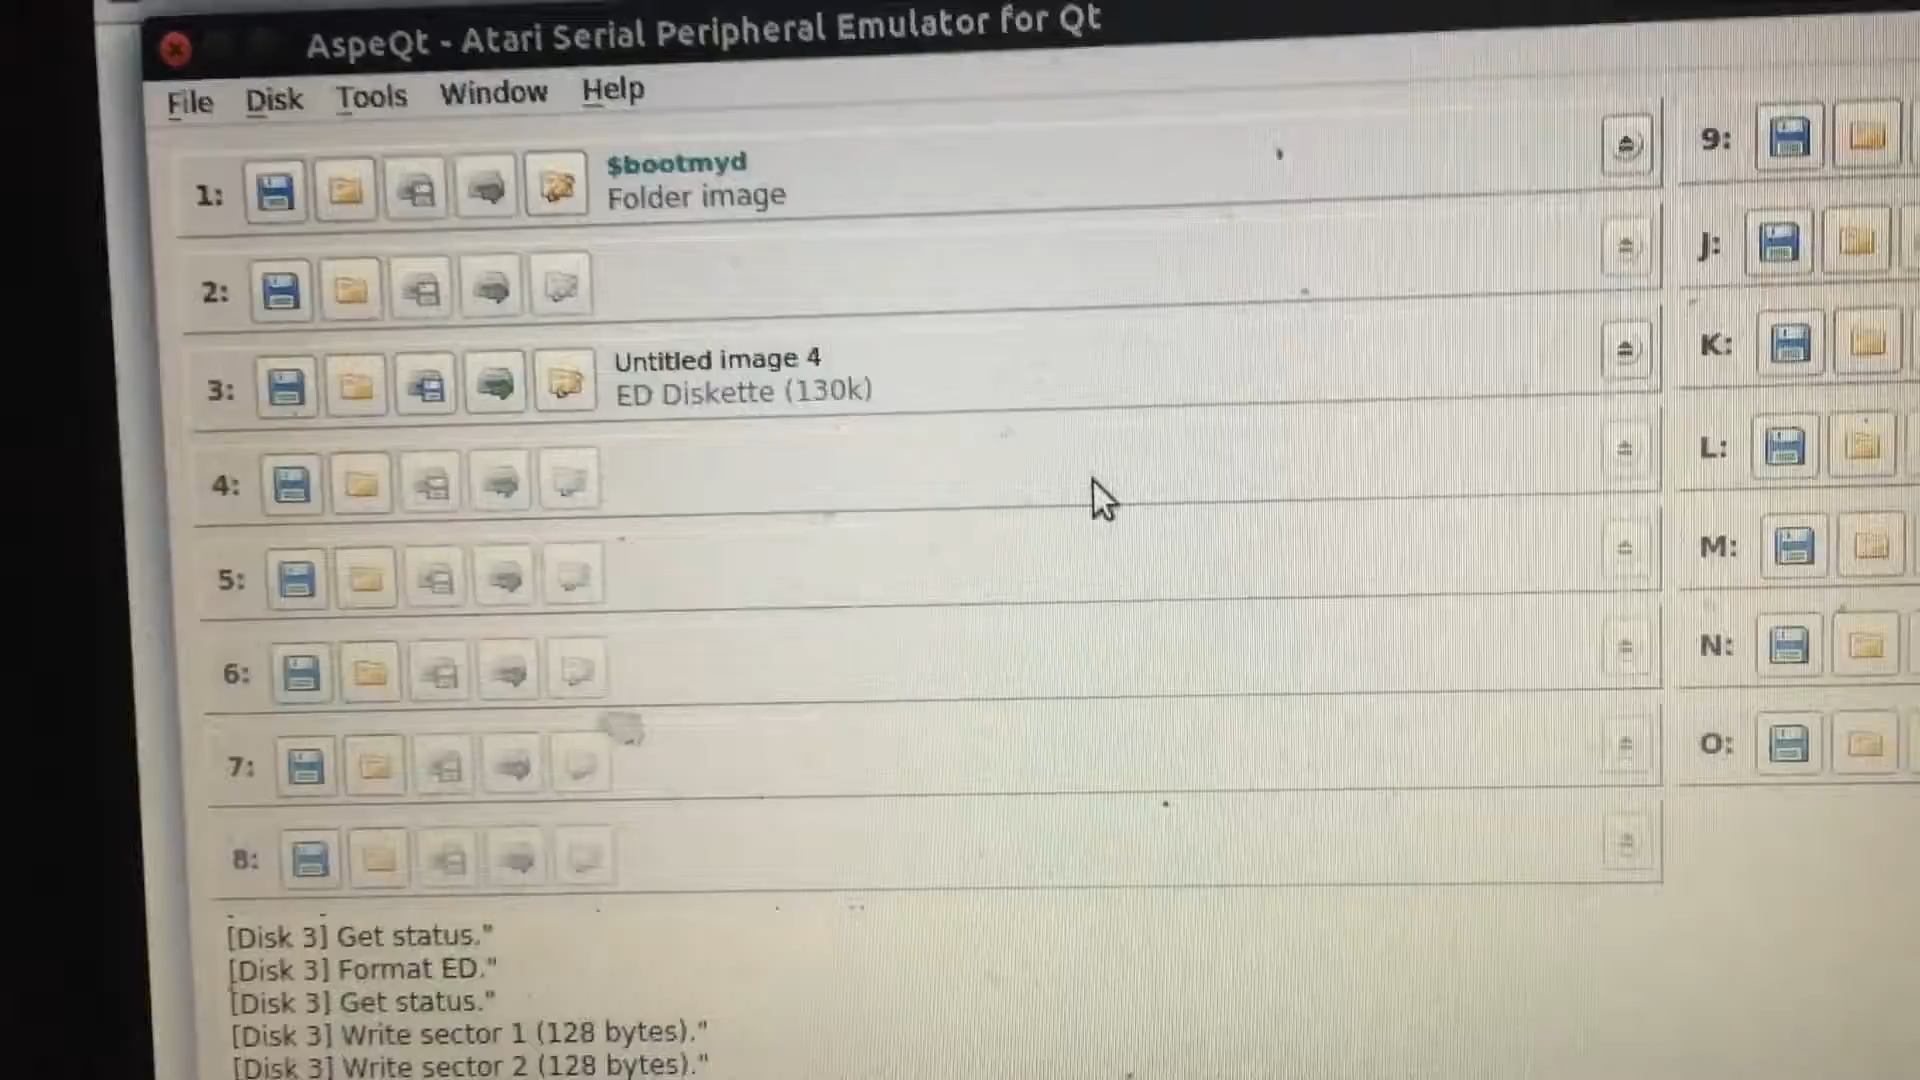 AspeQt - Atari Serial Peripheral Emulator for Qt
File Disk Tools Window Help
1: $bootmyd
Folder image
2:
3: Untitled image 4
ED Diskette (130k)
4:
5:
6:
7:
8:
9:
J:
K:
L:
M:
N:
O:
[Disk 3] Get status."
[Disk 3] Format ED."
[Disk 3] Get status."
[Disk 3] Write sector 1 (128 bytes)."
[Disk 3] Write sector 2 (128 bytes)."